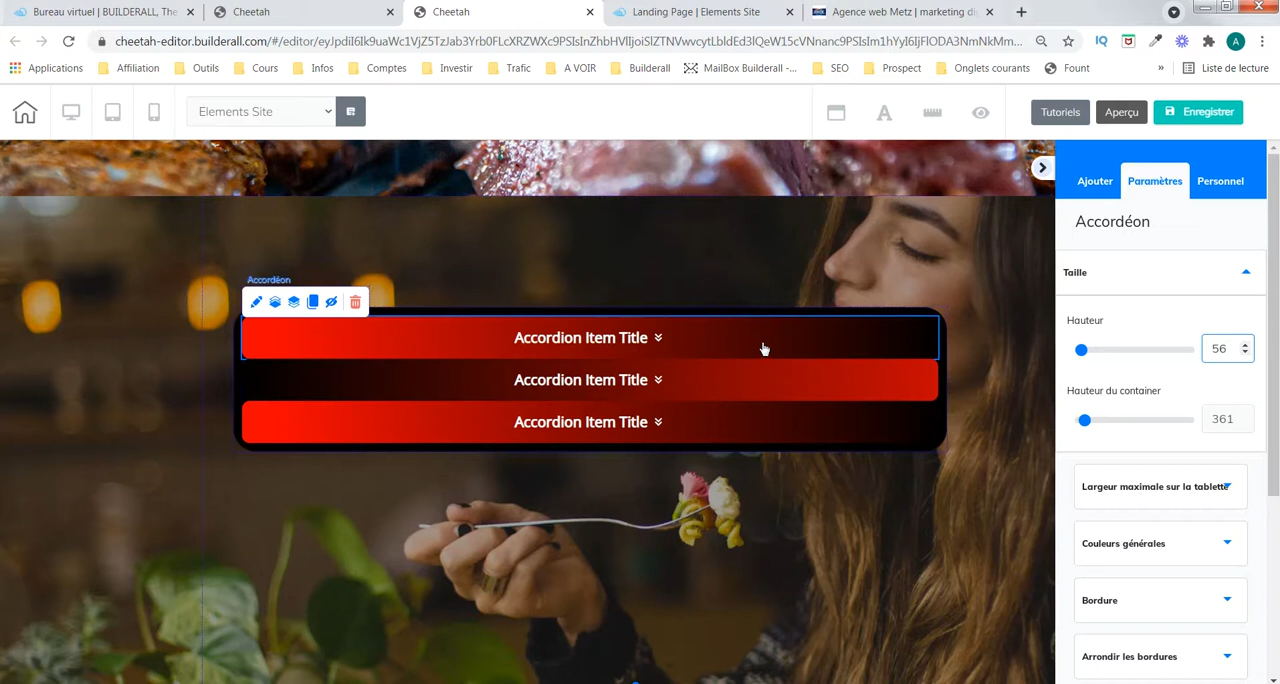 Bureau virtuel | BUILDERALL, The
Cheetah
Cheetah
Landing Page | Elements Site
Agence web Metz | marketing di
cheetah-editor.builderall.com/#/editor/
Applications
Affiliation
Outils
Cours
Infos
Comptes
Investir
Trafic
A VOIR
Builderall
MailBox Builderall -...
SEO
Prospect
Onglets courants
Fount
»
Liste de lecture
IQ
A
Elements Site
A
Tutoriels
Aperçu
Enregistrer
Ajouter
Paramètres
Personnel
Accordéon
Taille
Hauteur
56
Hauteur du container
361
Largeur maximale sur la tablette
Couleurs générales
Bordure
Arrondir les bordures
Accordéon
Accordion Item Title
Accordion Item Title
Accordion Item Title